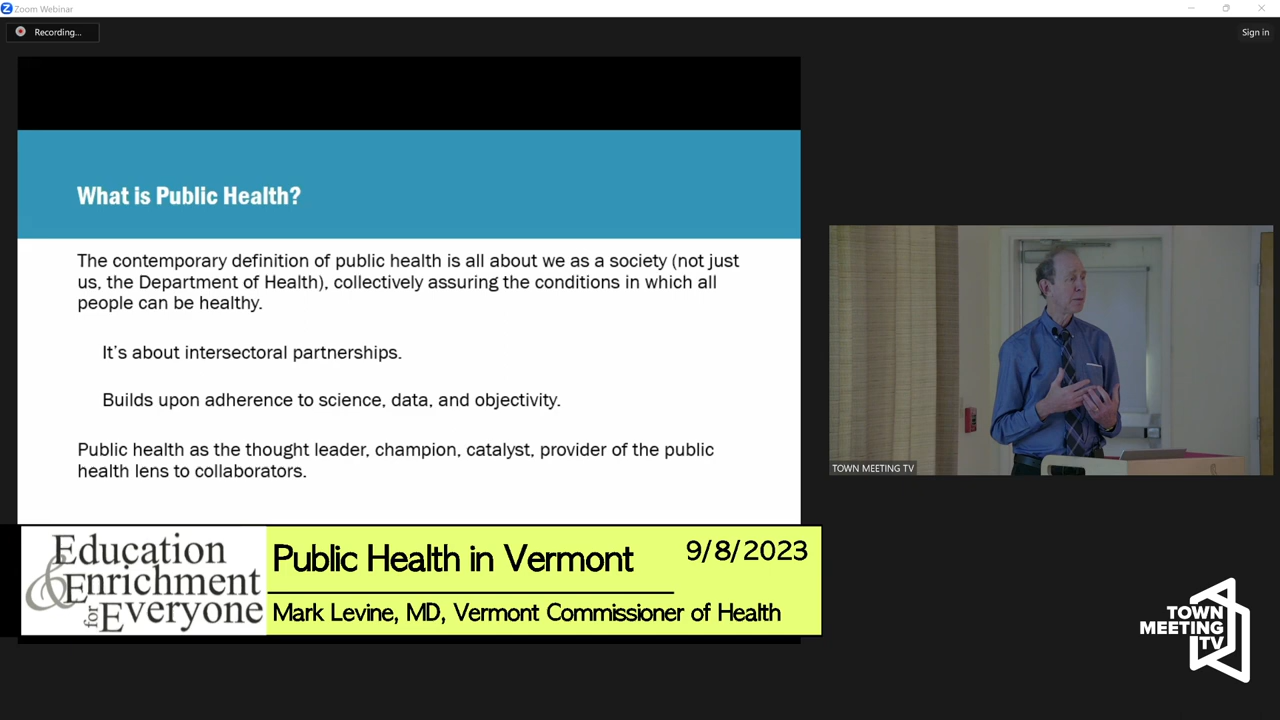 Zoom Webinar
Recording...
Sign in
What is Public Health?
The contemporary definition of public health is all about we as a society (not just
us, the Department of Health), collectively assuring the conditions in which all
people can be healthy.
It's about intersectoral partnerships.
Builds upon adherence to science, data, and objectivity.
Public health as the thought leader, champion, catalyst, provider of the public
health lens to collaborators.
TOWN MEETING TV
Education
& Enrichment
for Everyone
Public Health in Vermont
9/8/2023
Mark Levine, MD, Vermont Commissioner of Health
TOWN
MEETING
TV